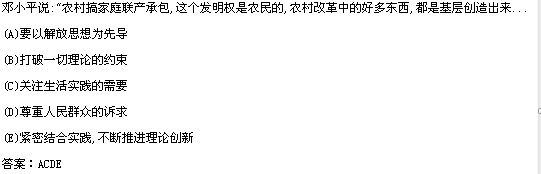 邓小平说:“农村搞家庭联产承包,这个发明权是农民的,农村改革中的好多东西,都是基层创造出来...
(A)要以解放思想为先导
(B)打破一切理论的约束
(C)关注生活实践的需要
(D)尊重人民群众的诉求
(E)紧密结合实践,不断推进理论创新
答案:ACDE